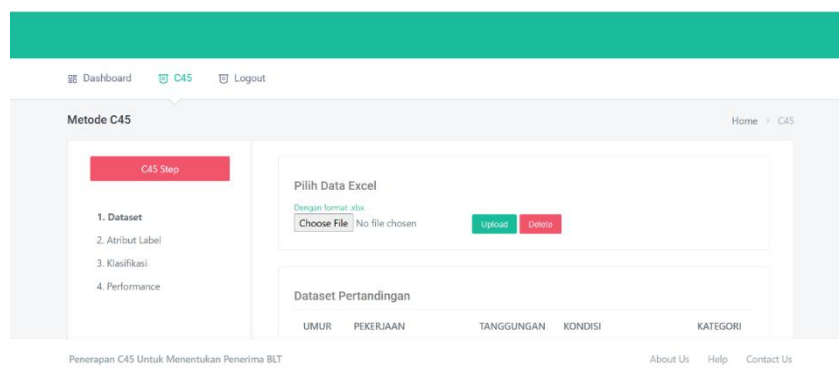 Dashboard C45 Logout
Metode C45
Home > C45
C45 Step
1. Dataset
2. Atribut Label
3. Klasifikasi
4. Performance
Pilih Data Excel
Dengan format .xlsx
Choose File No file chosen Upload Delete
Dataset Pertandingan
UMUR PEKERJAAN TANGGUNGAN KONDISI KATEGORI
Penerapan C45 Untuk Menentukan Penerima BLT
About Us Help Contact Us